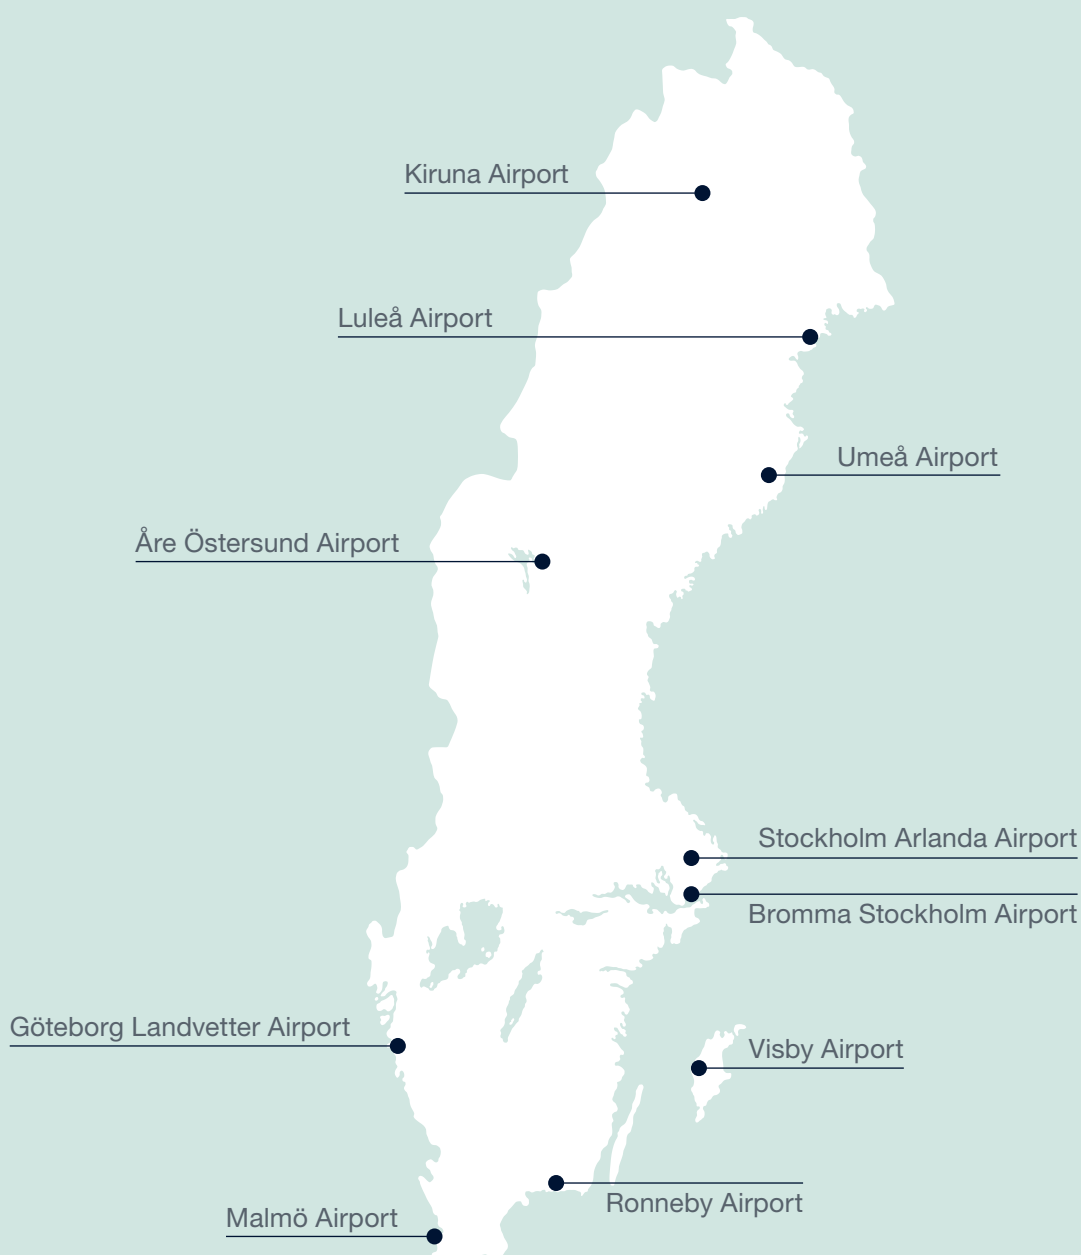 Kiruna Airport
Luleå Airport
Umeå Airport
Åre Östersund Airport
Stockholm Arlanda Airport
Bromma Stockholm Airport
Göteborg Landvetter Airport
Visby Airport
Ronneby Airport
Malmö Airport